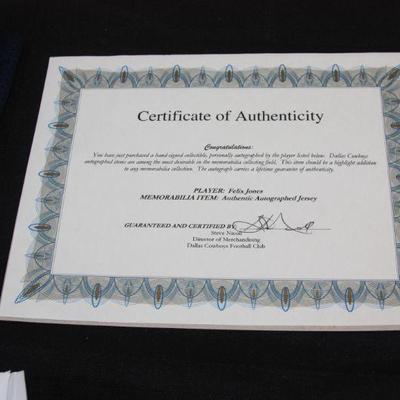 Certificate of Authenticity
Congratulations:
You have just purchased a hand signed collectible, personally autographed by the player listed below. Dallas Cowboys
autographed items are among the most desirable in the memorabilia collecting field. This item should be a highlight addition
to any memorabilia collection. The autograph carries a lifetime guarantee of authenticity.
PLAYER: Felix Jones
MEMORABILIA ITEM: Authentic Autographed Jersey
GUARANTEED AND CERTIFIED BY:
Steve Nicoll
Director of Merchandising
Dallas Cowboys Football Club